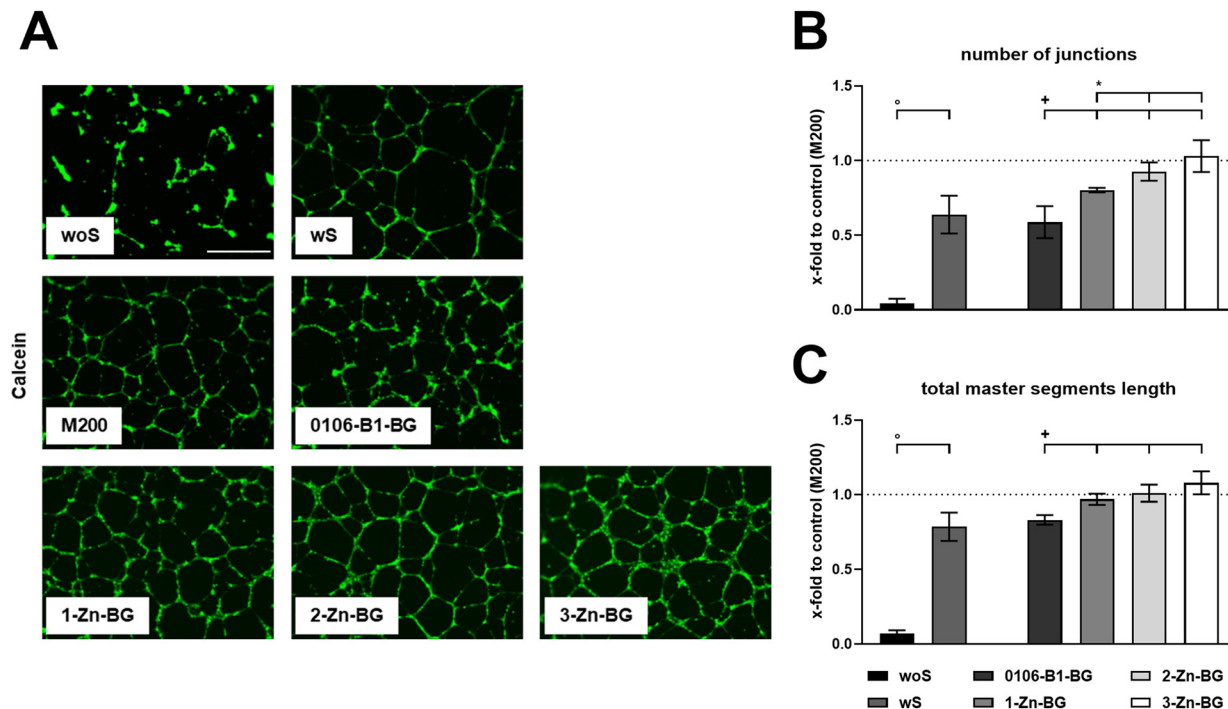 A
woS
wS
M200
0106-B1-BG
1-Zn-BG
2-Zn-BG
3-Zn-BG
Calcein
B
number of junctions
x-fold to control (M200)
1.5
1.0
0.5
0.0
°
+
*
C
total master segments length
x-fold to control (M200)
1.5
1.0
0.5
0.0
°
+
woS
0106-B1-BG
2-Zn-BG
wS
1-Zn-BG
3-Zn-BG